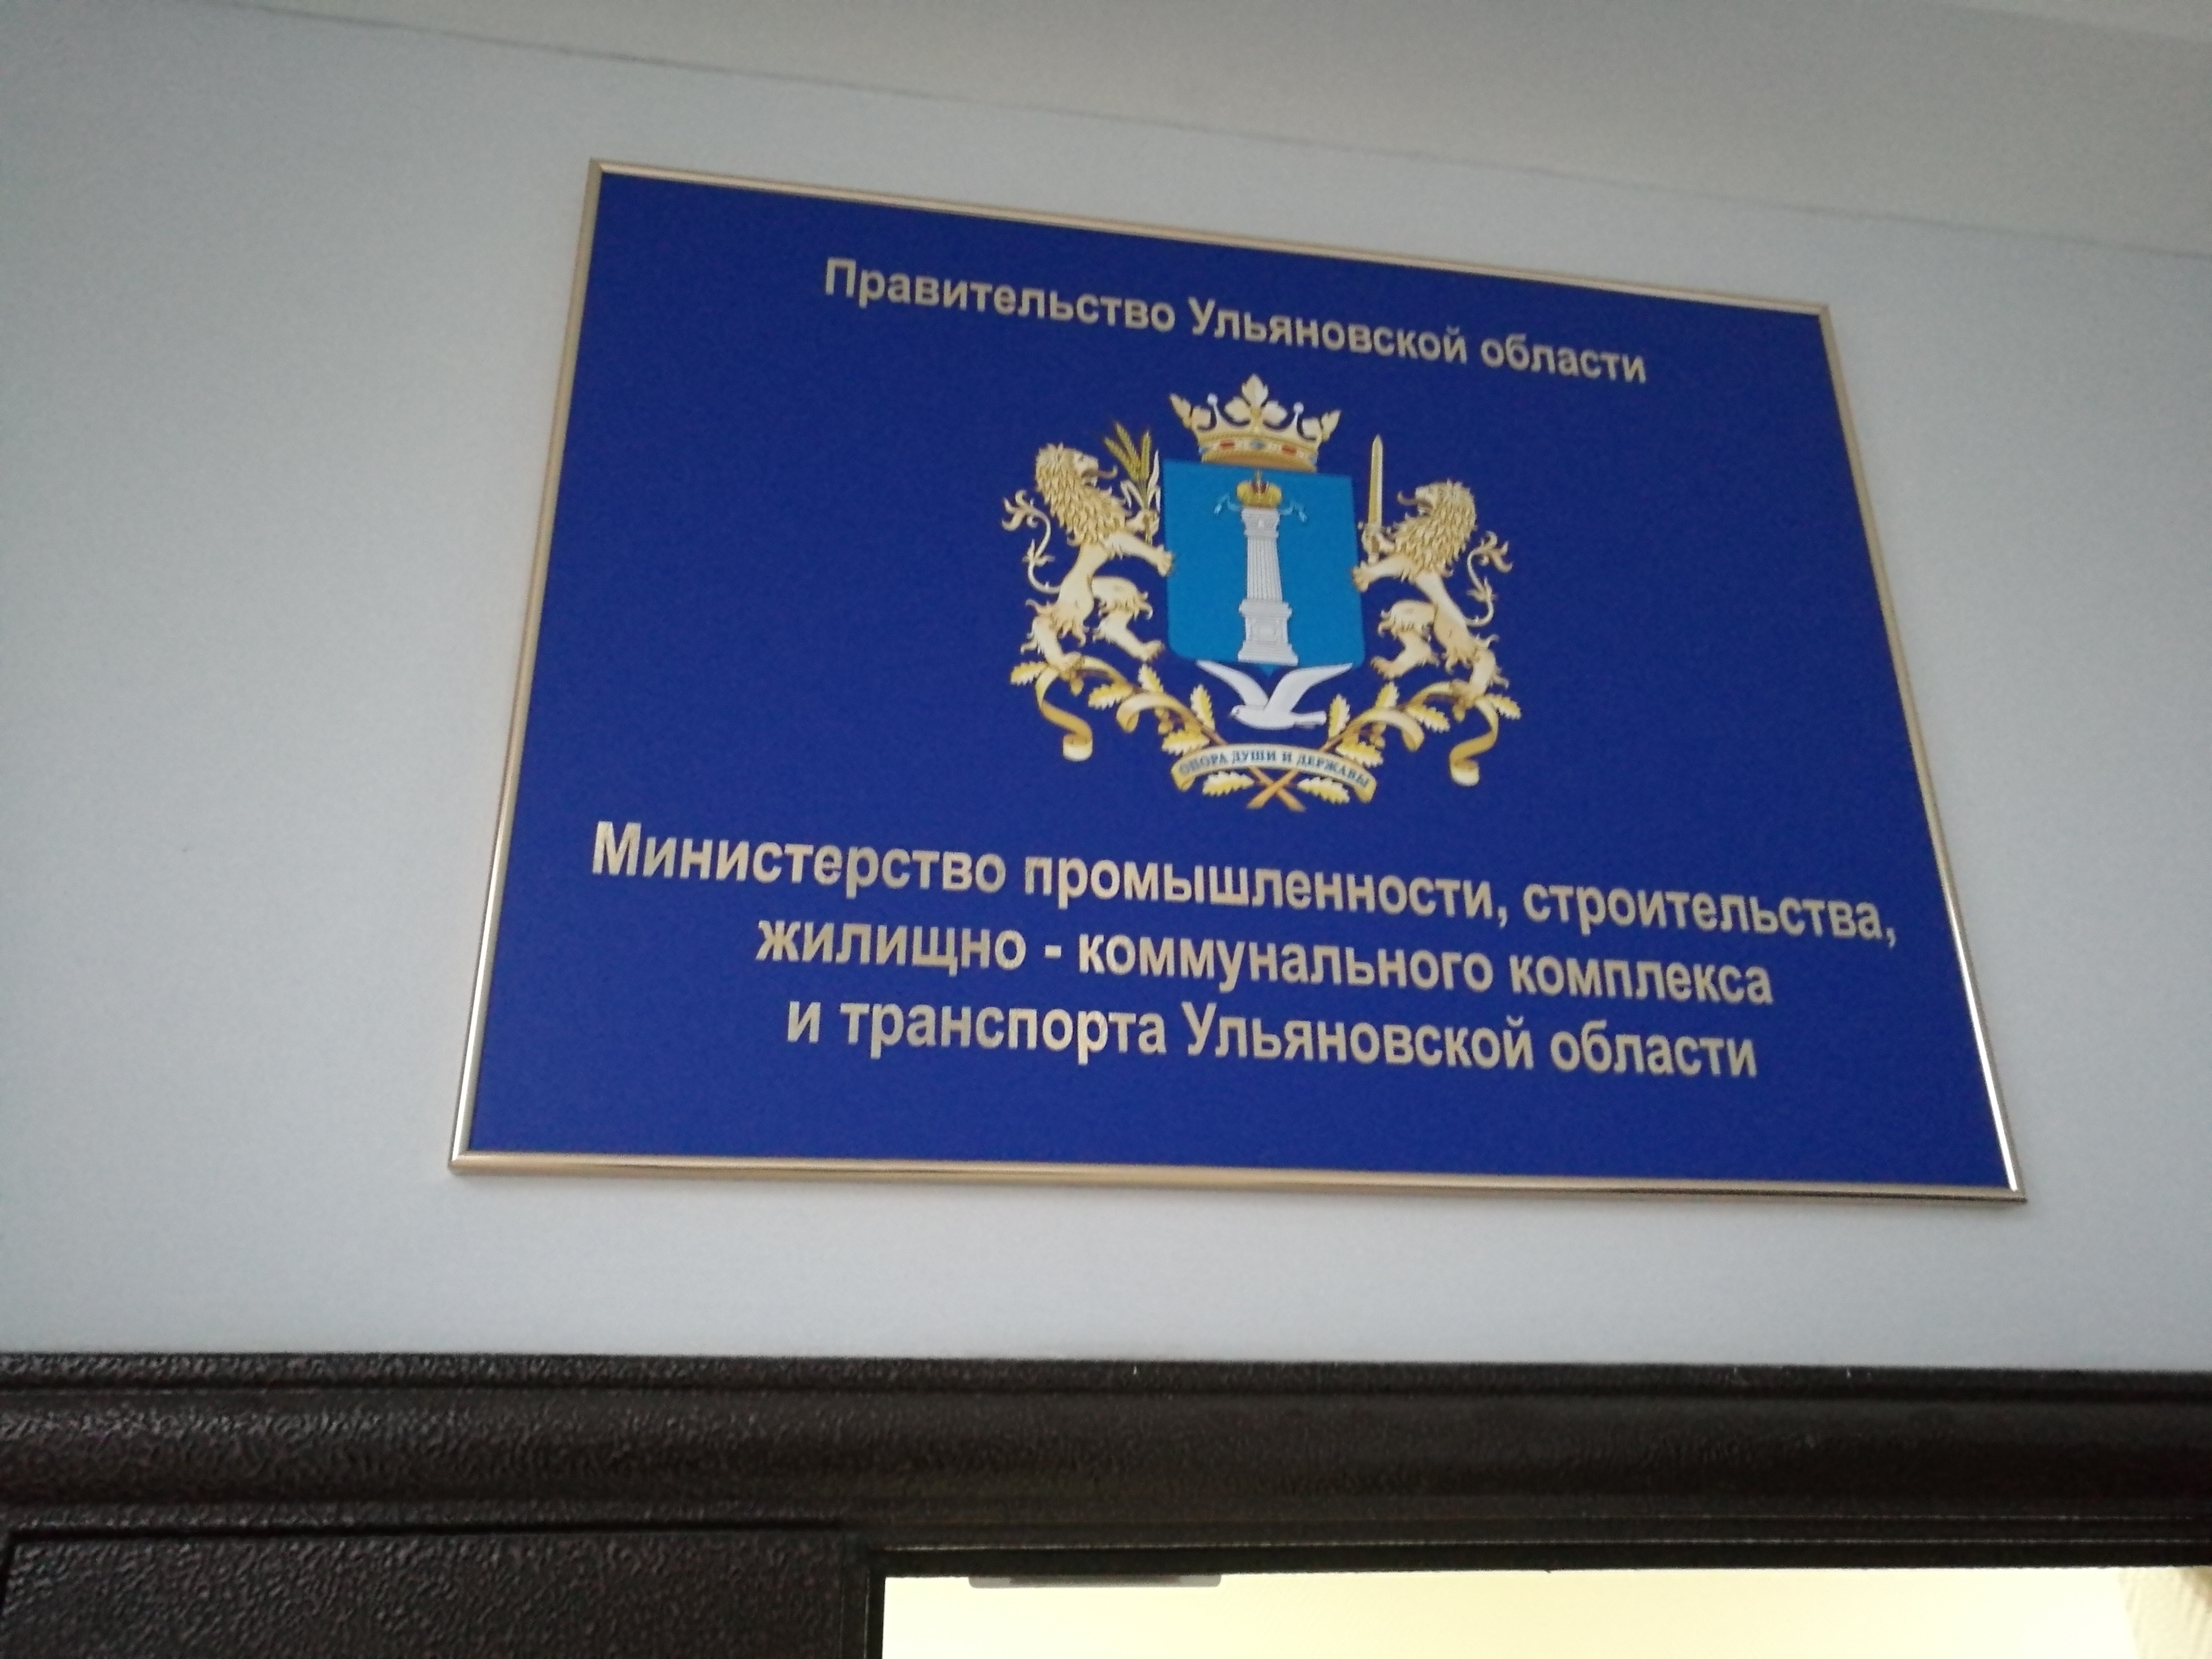 Правительство Ульяновской области
ОПОРА ДУШИ И ДЕРЖАВЫ
Министерство промышленности, строительства,
жилищно - коммунального комплекса
и транспорта Ульяновской области